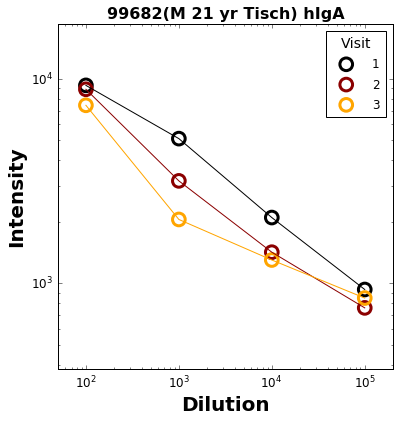 99682(M 21 yr Tisch) hIgA
Visit
1
2
3
Intensity
10⁴
10³
10² 10³ 10⁴ 10⁵
Dilution